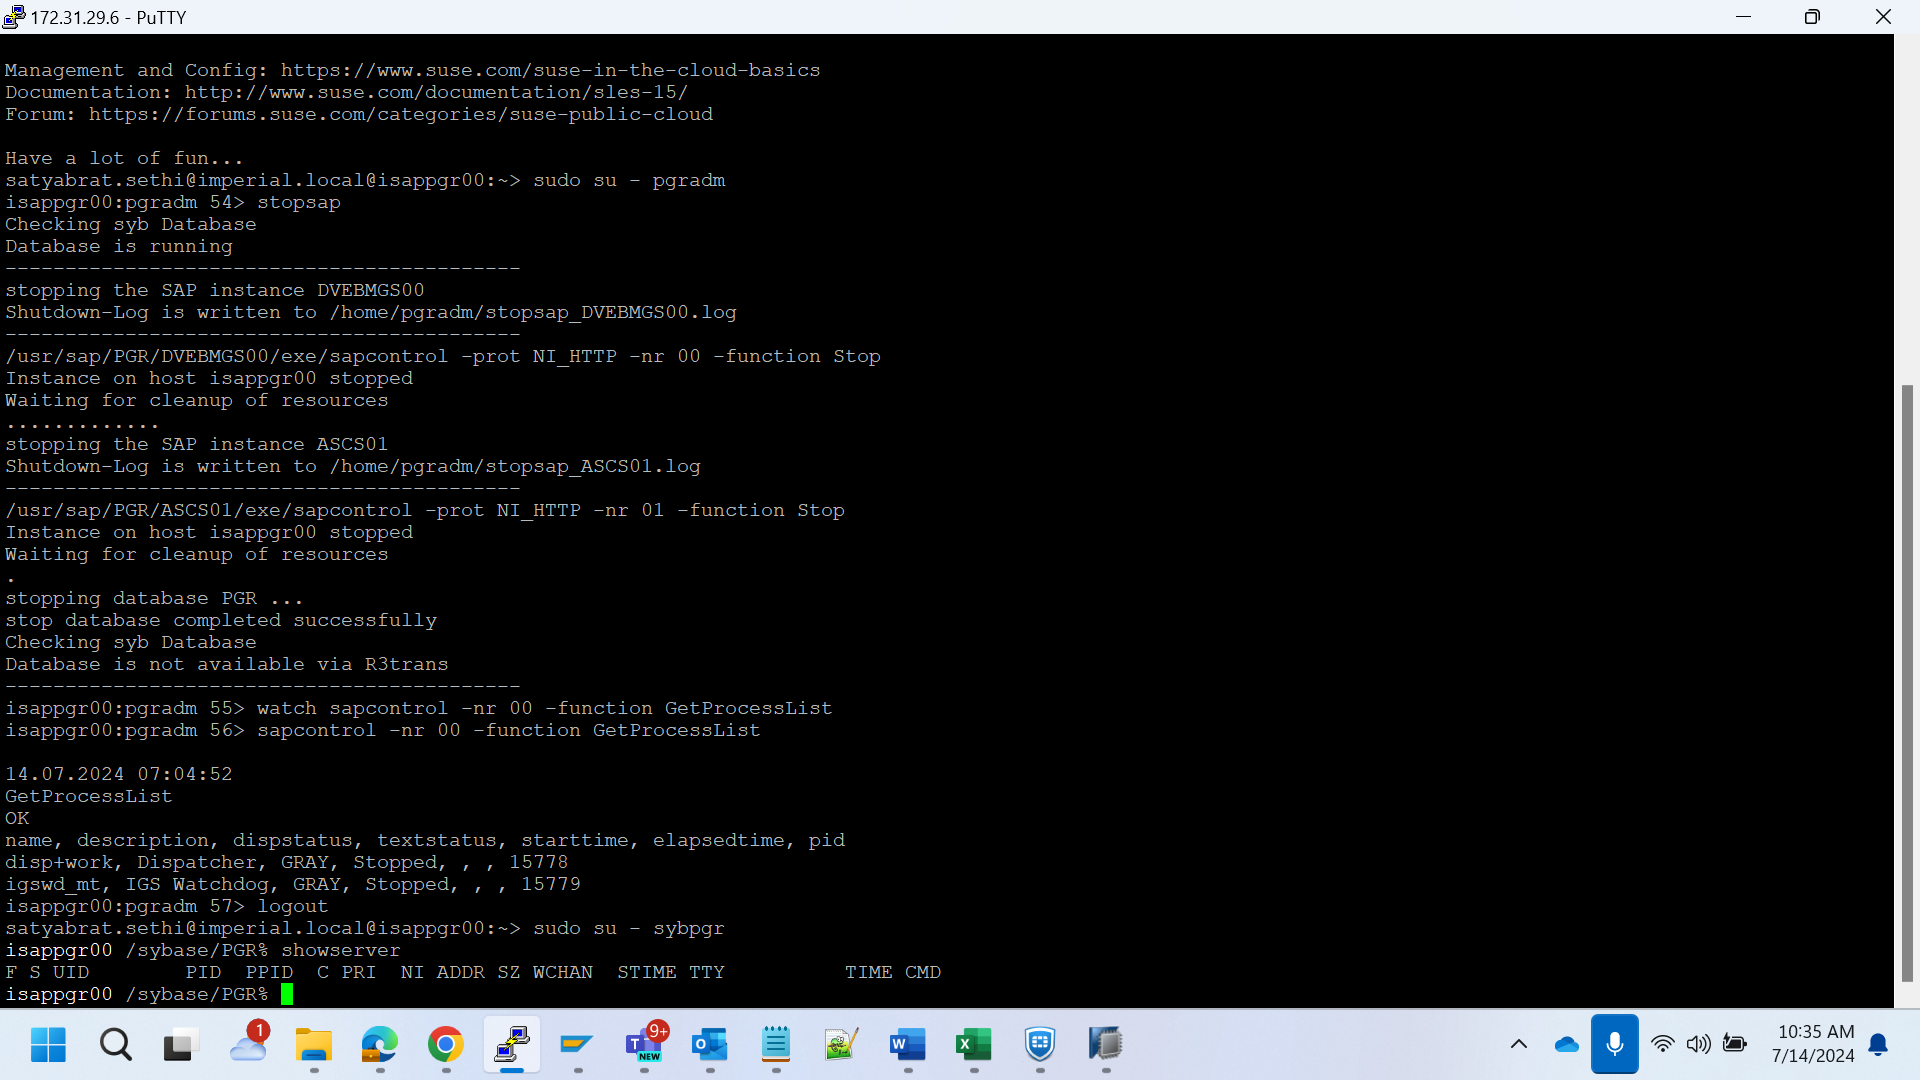 172.31.29.6 - PuTTY
Management and Config: https://www.suse.com/suse-in-the-cloud-basics
Documentation: http://www.suse.com/documentation/sles-15/
Forum: https://forums.suse.com/categories/suse-public-cloud
Have a lot of fun...
satyabrat.sethi@imperial.local@isappgr00:~> sudo su - pgradm
isappgr00:pgradm 54> stopsap
Checking syb Database
Database is running
-------------------------------------------
stopping the SAP instance DVEBMGS00
Shutdown-Log is written to /home/pgradm/stopsap_DVEBMGS00.log
-------------------------------------------
/usr/sap/PGR/DVEBMGS00/exe/sapcontrol -prot NI_HTTP -nr 00 -function Stop
Instance on host isappgr00 stopped
Waiting for cleanup of resources
.............
stopping the SAP instance ASCS01
Shutdown-Log is written to /home/pgradm/stopsap_ASCS01.log
-------------------------------------------
/usr/sap/PGR/ASCS01/exe/sapcontrol -prot NI_HTTP -nr 01 -function Stop
Instance on host isappgr00 stopped
Waiting for cleanup of resources
.
stopping database PGR ...
stop database completed successfully
Checking syb Database
Database is not available via R3trans
-------------------------------------------
isappgr00:pgradm 55> watch sapcontrol -nr 00 -function GetProcessList
isappgr00:pgradm 56> sapcontrol -nr 00 -function GetProcessList
14.07.2024 07:04:52
GetProcessList
OK
name, description, dispstatus, textstatus, starttime, elapsedtime, pid
disp+work, Dispatcher, GRAY, Stopped, , , 15778
igswd_mt, IGS Watchdog, GRAY, Stopped, , , 15779
isappgr00:pgradm 57> logout
satyabrat.sethi@imperial.local@isappgr00:~> sudo su - sybpgr
isappgr00 /sybase/PGR% showserver
F S UID        PID  PPID  C PRI  NI ADDR SZ WCHAN  STIME TTY          TIME CMD
isappgr00 /sybase/PGR%
1
9+
T
NEW
O
W
X
10:35 AM
7/14/2024